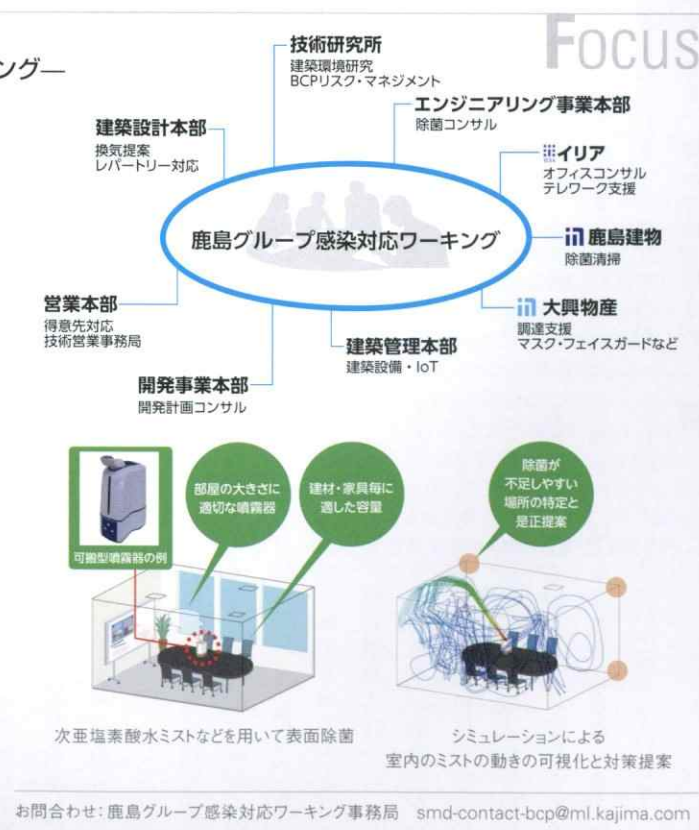 Focus
ング―
技術研究所
建築環境研究
BCPリスク・マネジメント
エンジニアリング事業本部
除菌コンサル
建築設計本部
換気提案
レパートリー対応
イリア
オフィスコンサル
テレワーク支援
鹿島グループ感染対応ワーキング
鹿島建物
除菌清掃
営業本部
得意先対応
技術営業事務局
大興物産
調達支援
マスク・フェイスガードなど
建築管理本部
建築設備・IoT
開発事業本部
開発計画コンサル
可搬型噴霧器の例
部屋の大きさに
適切な噴霧器
建材・家具毎に
適した容量
除菌が
不足しやすい
場所の特定と
是正提案
次亜塩素酸水ミストなどを用いて表面除菌
シミュレーションによる
室内のミストの動きの可視化と対策提案
お問合わせ：鹿島グループ感染対応ワーキング事務局 smd-contact-bcp@ml.kajima.com